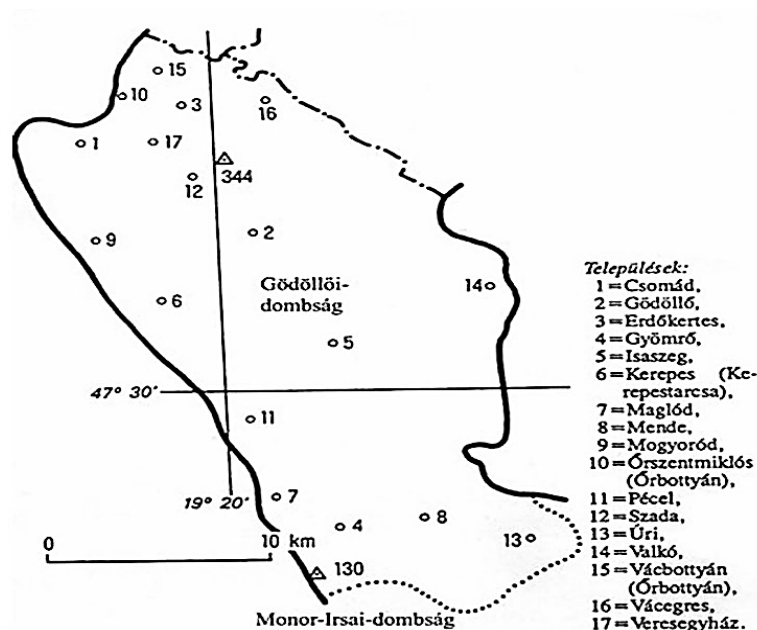 15
10
3
16
1
17
344
12
2
9
14
Gödöllői-
dombság
6
5
47° 30'
11
7
19° 20'
4
8
13
0
10 km
130
Monor-Irsai-dombság
Települések:
1=Csomád,
2=Gödöllő,
3=Erdőkertes,
4=Gyömrő,
5=Isaszeg,
6=Kerepes (Ke-
repestarcsa),
7=Maglód,
8=Mende,
9=Mogyoród,
10=Őrszentmiklós
(Őrbottyán),
11=Pécel,
12=Szada,
13=Úri,
14=Valkó,
15=Vácbottyán
(Őrbottyán),
16=Vácegres,
17=Veresegyház.